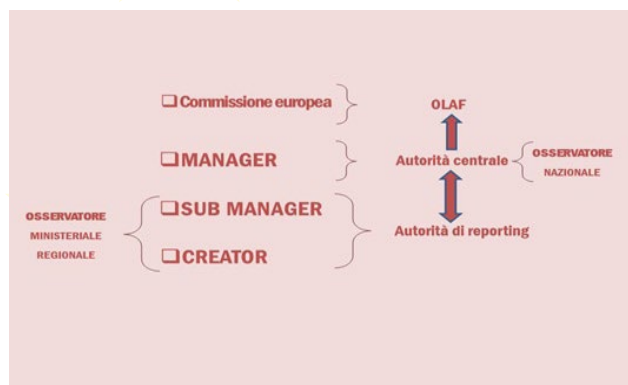 ❑Commissione europea
OLAF
❑MANAGER
Autorità centrale
OSSERVATORE
NAZIONALE
❑SUB MANAGER
OSSERVATORE
MINISTERIALE
REGIONALE
Autorità di reporting
❑CREATOR